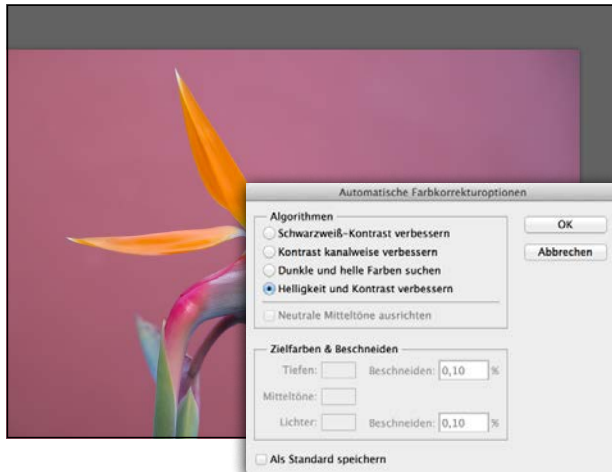 Automatische Farbkorrekturoptionen
Algorithmen
Schwarzweiß-Kontrast verbessern
Kontrast kanalweise verbessern
Dunkle und helle Farben suchen
Helligkeit und Kontrast verbessern
Neutrale Mitteltöne ausrichten
OK
Abbrechen
Zielfarben & Beschneiden
Tiefen: Beschneiden: 0,10 %
Mitteltöne:
Lichter: Beschneiden: 0,10 %
Als Standard speichern